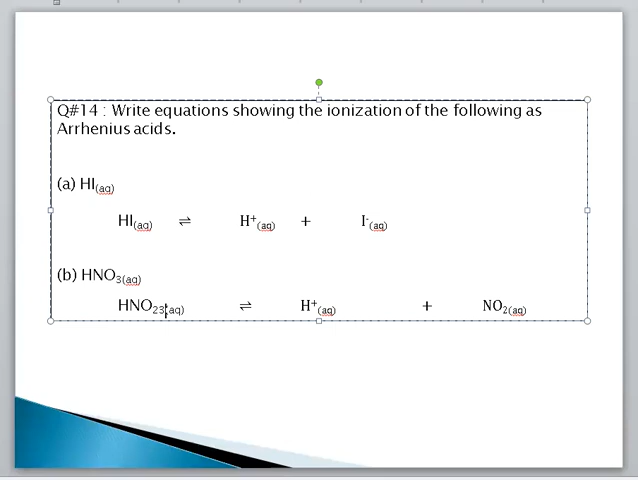 Q#14 : Write equations showing the ionization of the following as
Arrhenius acids.
(a) HI(aq)
HI(aq) ⇌ H⁺(aq) + I⁻(aq)
(b) HNO₃(aq)
HNO₂₃(aq) ⇌ H⁺(aq) + NO₂(aq)